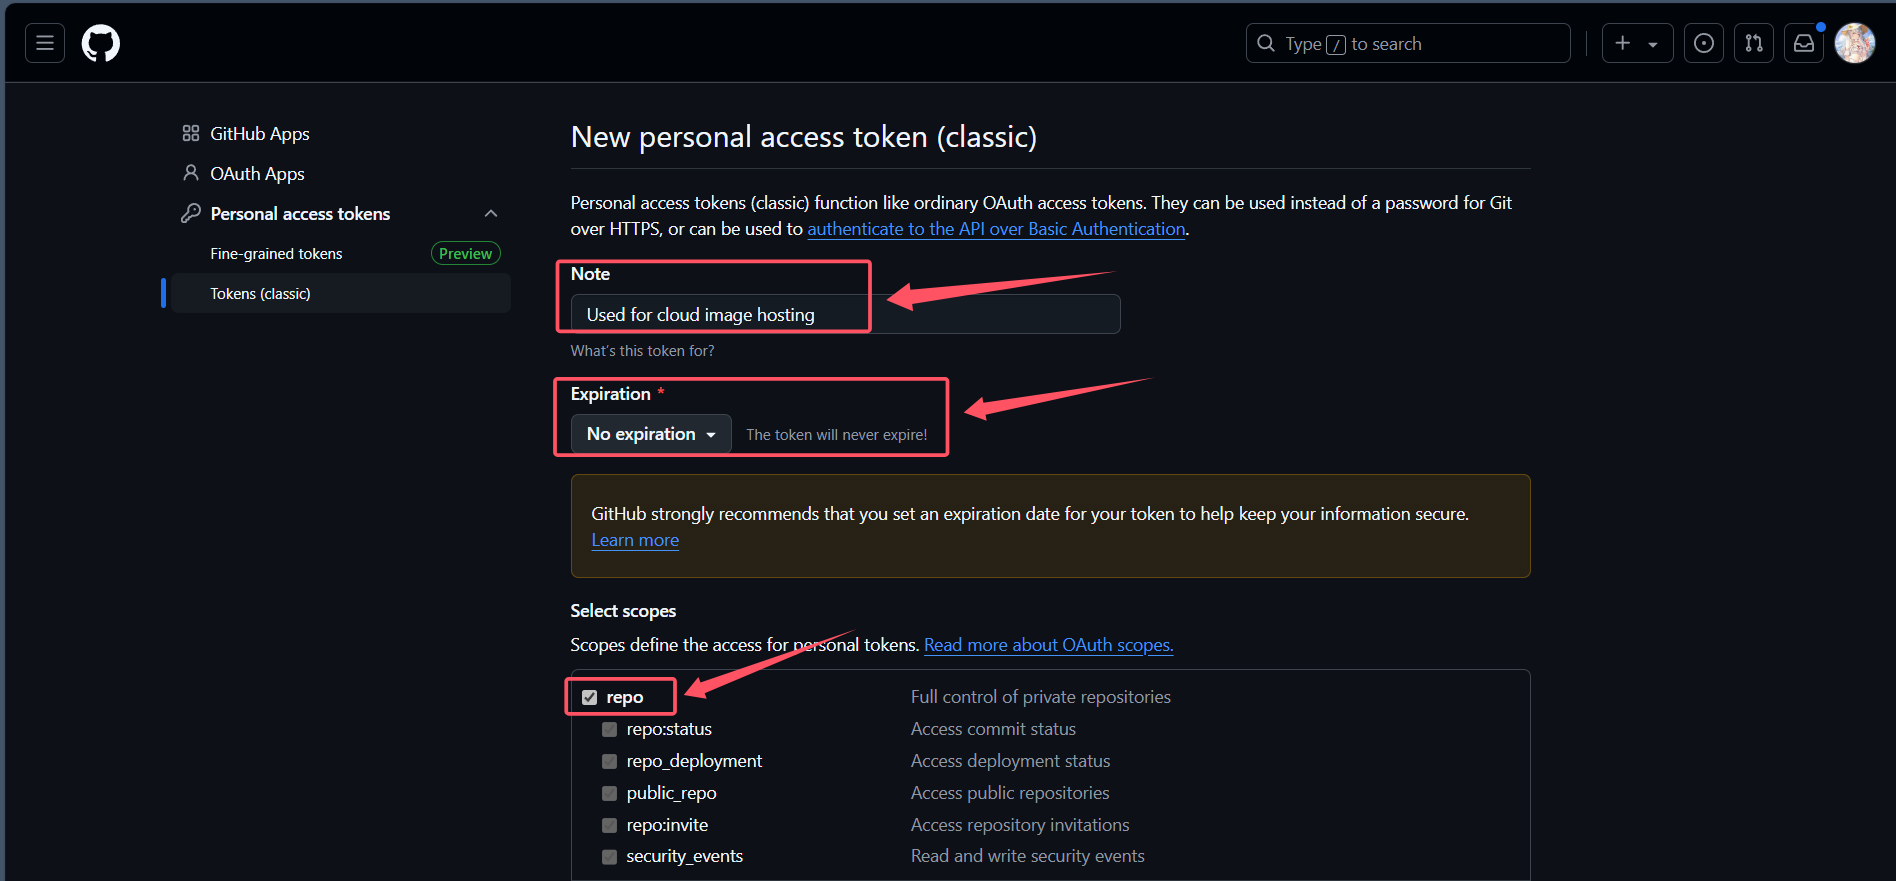 Type / to search
GitHub Apps
OAuth Apps
Personal access tokens
Fine-grained tokens Preview
Tokens (classic)
New personal access token (classic)
Personal access tokens (classic) function like ordinary OAuth access tokens. They can be used instead of a password for Git
over HTTPS, or can be used to authenticate to the API over Basic Authentication.
Note
Used for cloud image hosting
What's this token for?
Expiration *
No expiration The token will never expire!
GitHub strongly recommends that you set an expiration date for your token to help keep your information secure.
Learn more
Select scopes
Scopes define the access for personal tokens. Read more about OAuth scopes.
repo Full control of private repositories
repo:status Access commit status
repo_deployment Access deployment status
public_repo Access public repositories
repo:invite Access repository invitations
security_events Read and write security events